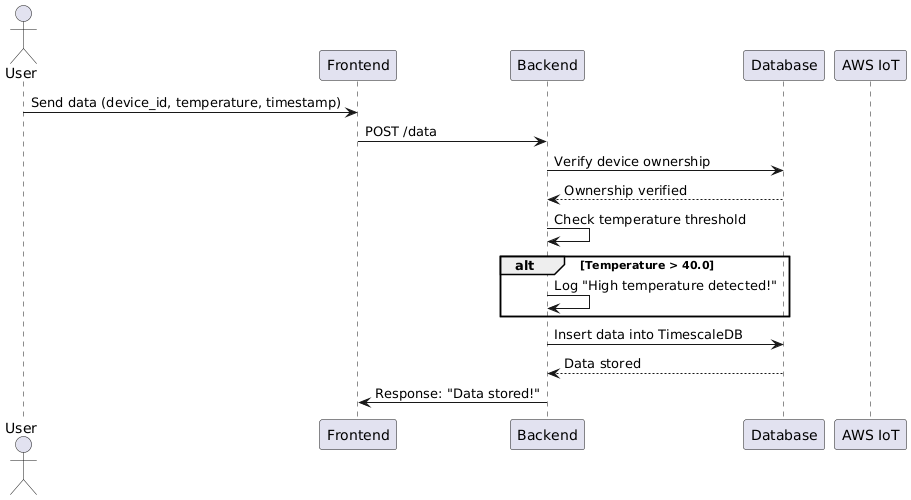 User
Frontend
Backend
Database
AWS IoT
Send data (device_id, temperature, timestamp)
POST /data
Verify device ownership
Ownership verified
Check temperature threshold
alt [Temperature > 40.0]
Log "High temperature detected!"
Insert data into TimescaleDB
Data stored
Response: "Data stored!"
User
Frontend
Backend
Database
AWS IoT